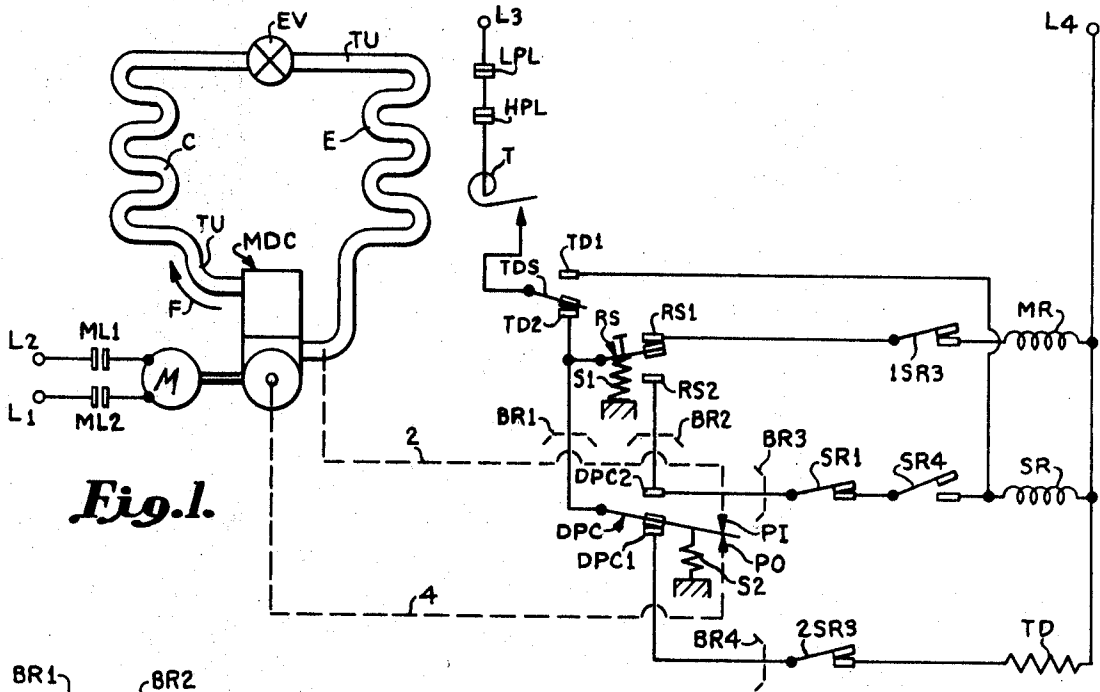 EV
TU
L3
L4
LPL
HPL
C
E
T
TU
MDC
F
TDS
TD1
TD2
RS
RS1
MR
L2
ML1
M
L1
ML2
S1
RS2
1SR3
BR1
BR2
2
BR3
SR1
SR4
SR
DPC2
Fig.1.
DPC
DPC1
PI
PO
S2
4
BR4
2SR3
TD
BR1
BR2